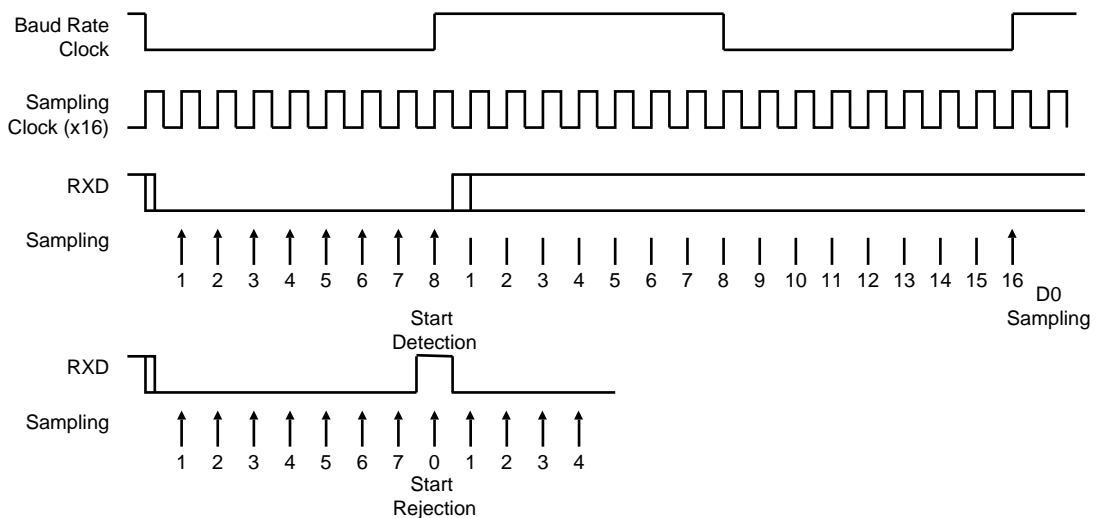 Baud Rate
Clock
Sampling
Clock (x16)
RXD
Sampling
1 2 3 4 5 6 7 8 1 2 3 4 5 6 7 8 9 10 11 12 13 14 15 16
D0
Sampling
Start
Detection
RXD
Sampling
1 2 3 4 5 6 7 0 1 2 3 4
Start
Rejection